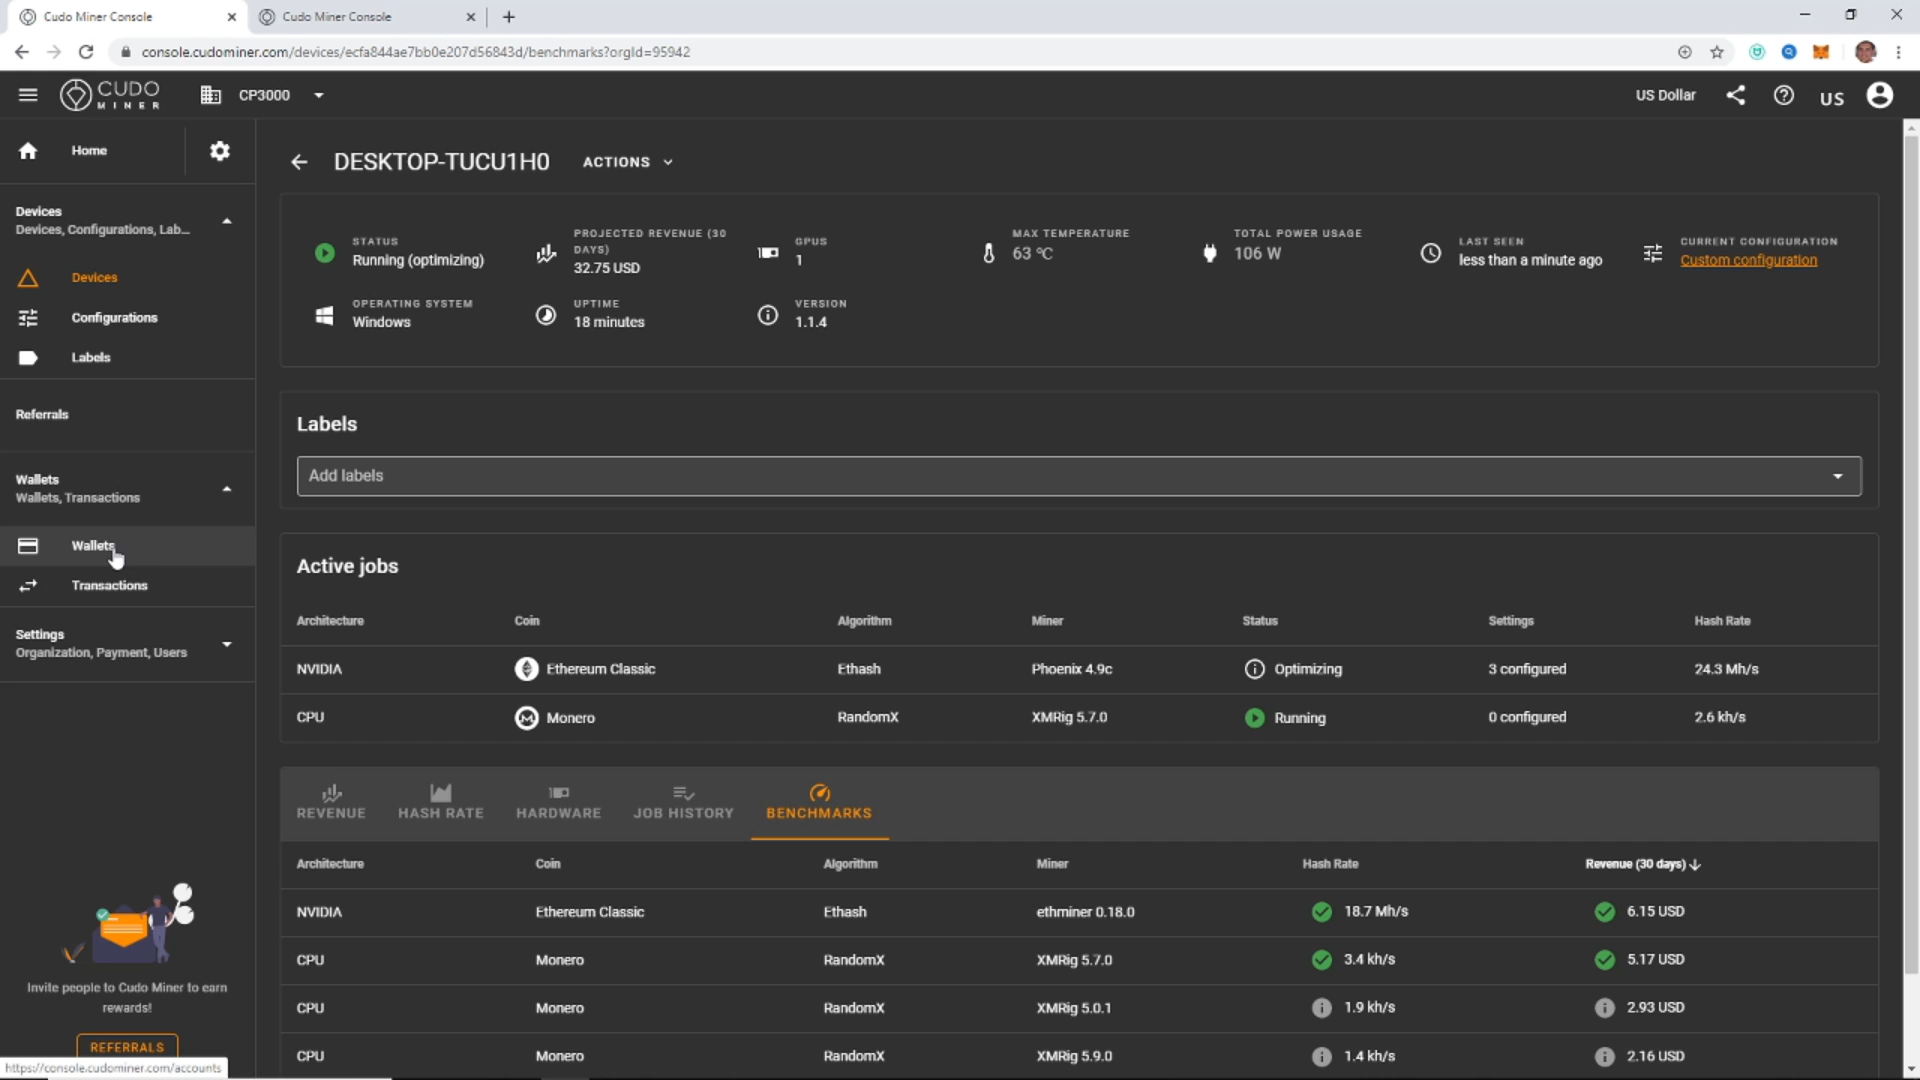 Cudo Miner Console
Cudo Miner Console
console.cudominer.com/devices/ecfa844ae7bb0e207d56843d/benchmarks?orgId=95942
CUDO
MINER
CP3000
US Dollar
US
Home
DESKTOP-TUCU1H0
ACTIONS
Devices
Devices, Configurations, Lab...
Devices
Configurations
Labels
Referrals
Wallets
Wallets, Transactions
Wallets
Transactions
Settings
Organization, Payment, Users
Invite people to Cudo Miner to earn
rewards!
REFERRALS
https://console.cudominer.com/accounts
STATUS
Running (optimizing)
PROJECTED REVENUE (30
DAYS)
32.75 USD
GPUS
1
MAX TEMPERATURE
63 °C
TOTAL POWER USAGE
106 W
LAST SEEN
less than a minute ago
CURRENT CONFIGURATION
Custom configuration
OPERATING SYSTEM
Windows
UPTIME
18 minutes
VERSION
1.1.4
Labels
Add labels
Active jobs
Architecture Coin Algorithm Miner Status Settings Hash Rate
NVIDIA Ethereum Classic Ethash Phoenix 4.9c Optimizing 3 configured 24.3 Mh/s
CPU Monero RandomX XMRig 5.7.0 Running 0 configured 2.6 kh/s
REVENUE HASH RATE HARDWARE JOB HISTORY BENCHMARKS
Architecture Coin Algorithm Miner Hash Rate Revenue (30 days)
NVIDIA Ethereum Classic Ethash ethminer 0.18.0 18.7 Mh/s 6.15 USD
CPU Monero RandomX XMRig 5.7.0 3.4 kh/s 5.17 USD
CPU Monero RandomX XMRig 5.0.1 1.9 kh/s 2.93 USD
CPU Monero RandomX XMRig 5.9.0 1.4 kh/s 2.16 USD